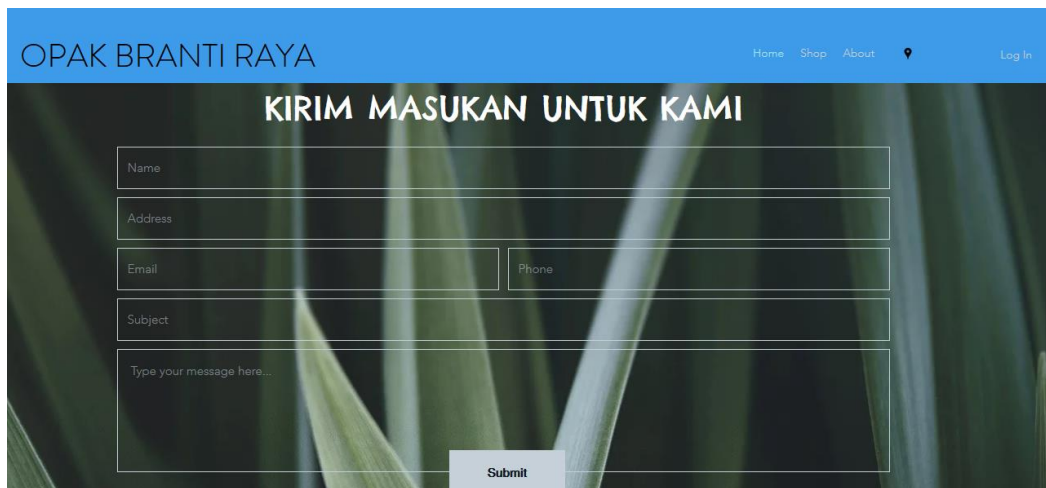 OPAK BRANTI RAYA
Home Shop About
Log In
KIRIM MASUKAN UNTUK KAMI
Name
Address
Email Phone
Subject
Type your message here...
Submit